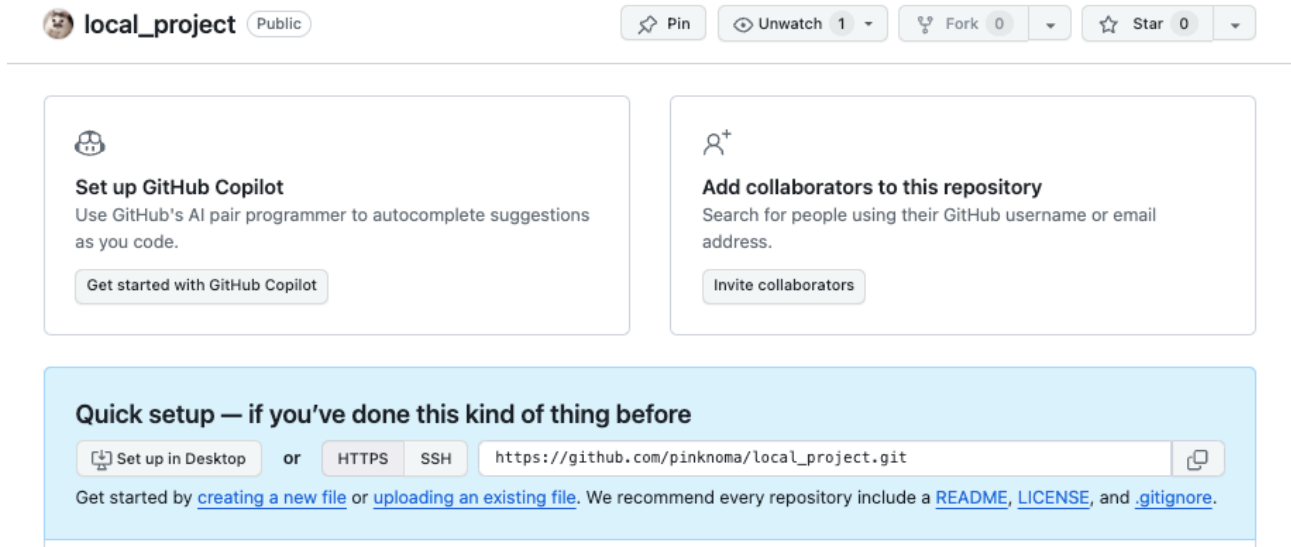 local_project Public Pin Unwatch 1 Fork 0 Star 0
Set up GitHub Copilot
Use GitHub's AI pair programmer to autocomplete suggestions
as you code.
Get started with GitHub Copilot
Add collaborators to this repository
Search for people using their GitHub username or email
address.
Invite collaborators
Quick setup — if you’ve done this kind of thing before
Set up in Desktop or HTTPS SSH https://github.com/pinknoma/local_project.git
Get started by creating a new file or uploading an existing file. We recommend every repository include a README, LICENSE, and .gitignore.